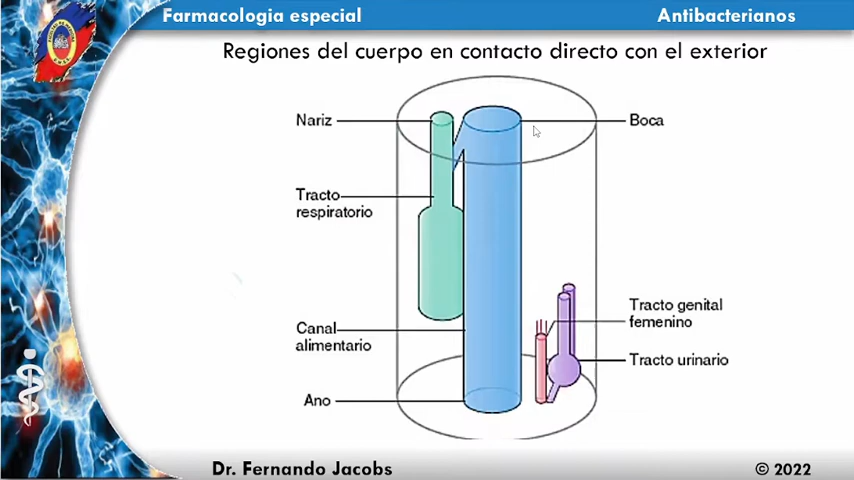 Farmacologia especial
Antibacterianos
Regiones del cuerpo en contacto directo con el exterior
Nariz
Boca
Tracto
respiratorio
Tracto genital
femenino
Canal
alimentario
Tracto urinario
Ano
Dr. Fernando Jacobs
© 2022